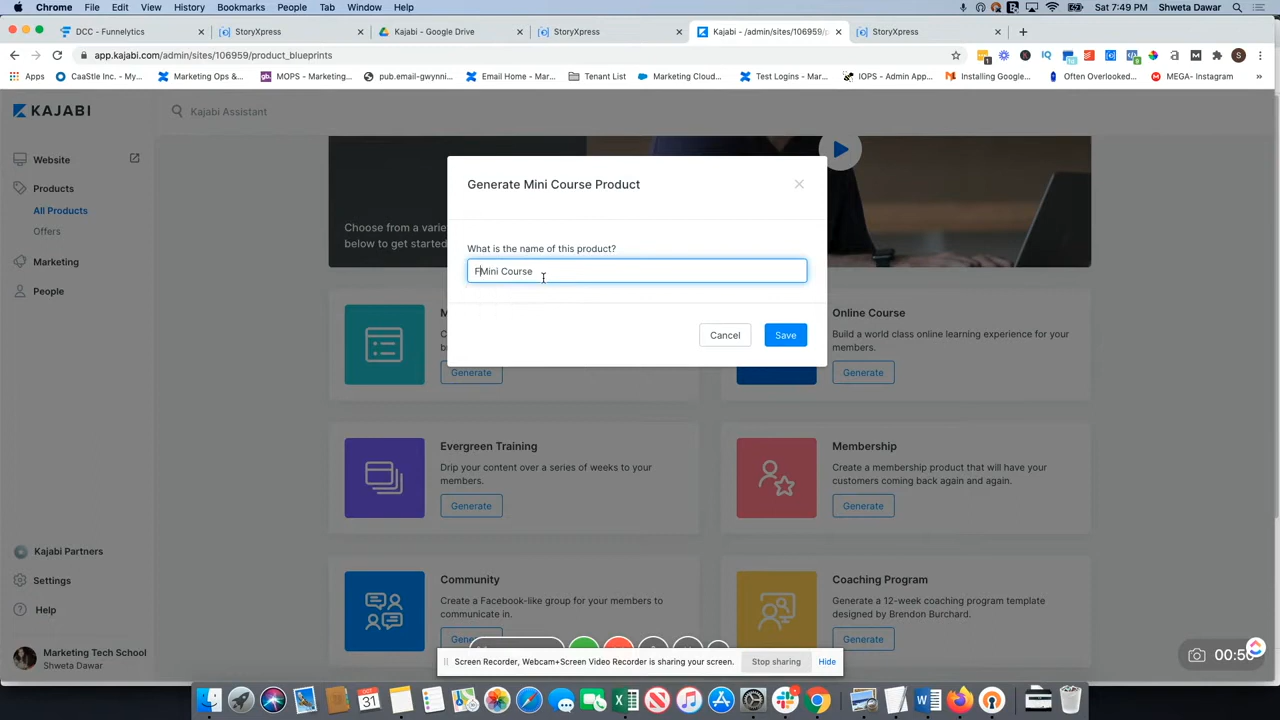 Chrome File Edit View History Bookmarks People Tab Window Help
Sat 7:49 PM Shweta Dawar
DCC - Funnelytics
StoryXpress
Kajabi - Google Drive
StoryXpress
Kajabi - /admin/sites/106959/p
StoryXpress
app.kajabi.com/admin/sites/106959/product_blueprints
Apps
CaaStle Inc. - My...
Marketing Ops &...
MOPS - Marketing...
pub.email-gwynni...
Email Home - Mar...
Tenant List
Marketing Cloud...
Test Logins - Mar...
IOPS - Admin App...
Installing Google...
Often Overlooked...
MEGA- Instagram
KAJABI
Kajabi Assistant
Website
Products
All Products
Offers
Marketing
People
Kajabi Partners
Settings
Help
Marketing Tech School
Shweta Dawar
Choose from a varie
below to get started
Generate Mini Course Product
What is the name of this product?
FMini Course
Cancel
Save
M
C
b
Generate
Online Course
Build a world class online learning experience for your
members.
Generate
Evergreen Training
Drip your content over a series of weeks to your
members.
Generate
Membership
Create a membership product that will have your
customers coming back again and again.
Generate
Community
Create a Facebook-like group for your members to
communicate in.
Gene
Coaching Program
Generate a 12-week coaching program template
designed by Brendon Burchard.
Generate
Screen Recorder, Webcam+Screen Video Recorder is sharing your screen.
Stop sharing
Hide
31